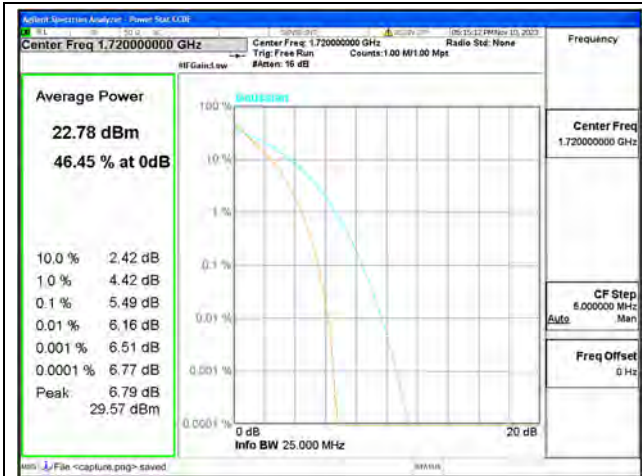 Agilent Spectrum Analyzer - Power Stat CCDF
Center Freq 1.720000000 GHz
Center Freq: 1.720000000 GHz
Trig: Free Run
Counts:1.00 M/1.00 Mpt
#IFGain:Low
#Atten: 16 dB
05:15:12 PM Nov 10, 2023
Radio Std: None
Frequency
Average Power
22.78 dBm
46.45 % at 0dB
10.0 % 2.42 dB
1.0 % 4.42 dB
0.1 % 5.49 dB
0.01 % 6.16 dB
0.001 % 6.51 dB
0.0001 % 6.77 dB
Peak 6.79 dB
29.57 dBm
Gaussian
100 %
10 %
1 %
0.1 %
0.01 %
0.001 %
0.0001 %
0 dB
20 dB
Info BW 25.000 MHz
Center Freq
1.720000000 GHz
CF Step
5.000000 MHz
Auto Man
Freq Offset
0 Hz
MSG File <capture.png> saved
STATUS